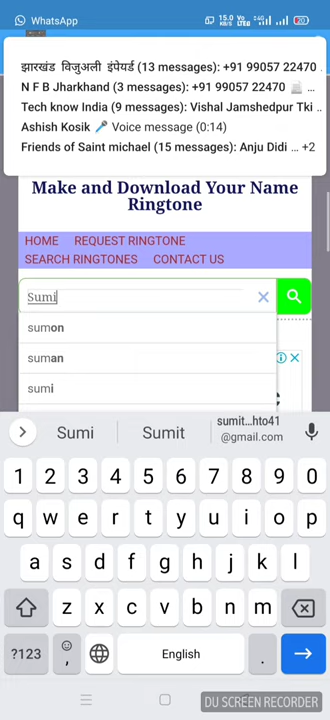 WhatsApp
15.0 KB/S
20
झारखंड विजुअली इंपेयर्ड (13 messages): +91 99057 22470
N F B Jharkhand (3 messages): +91 99057 22470 ...
Tech know India (9 messages): Vishal Jamshedpur Tki ..
Ashish Kosik Voice message (0:14)
Friends of Saint michael (15 messages): Anju Didi ... +2
Make and Download Your Name
Ringtone
HOME REQUEST RINGTONE
SEARCH RINGTONES CONTACT US
Sumi
sumon
suman
sumi
Sumi Sumit sumit...hto41
@gmail.com
1 2 3 4 5 6 7 8 9 0
q w e r t y u i o p
a s d f g h j k l
z x c v b n m
?123 , English .
DU SCREEN RECORDER